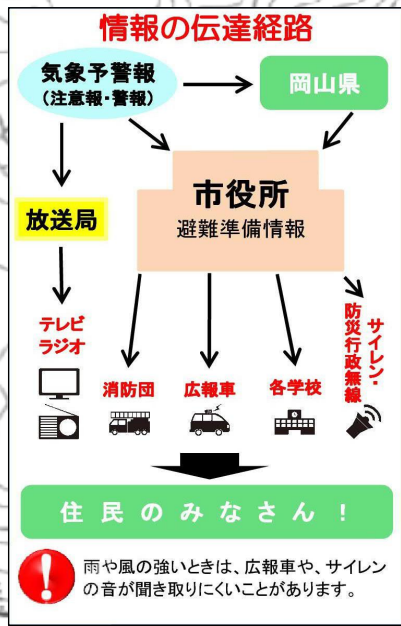 情報の伝達経路
気象予警報
(注意報・警報)
岡山県
市役所
避難準備情報
放送局
テレビ
ラジオ
消防団
広報車
各学校
サイレン・
防災行政無線
住民のみなさん!
雨や風の強いときは、広報車や、サイレン
の音が聞き取りにくいことがあります。